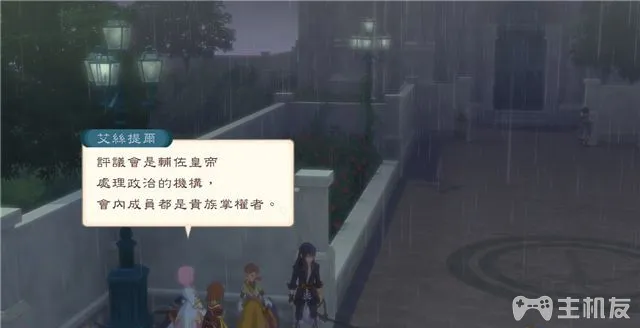 艾絲提爾
評議會是輔佐皇帝
處理政治的機構，
會內成員都是貴族掌權者。
主机友